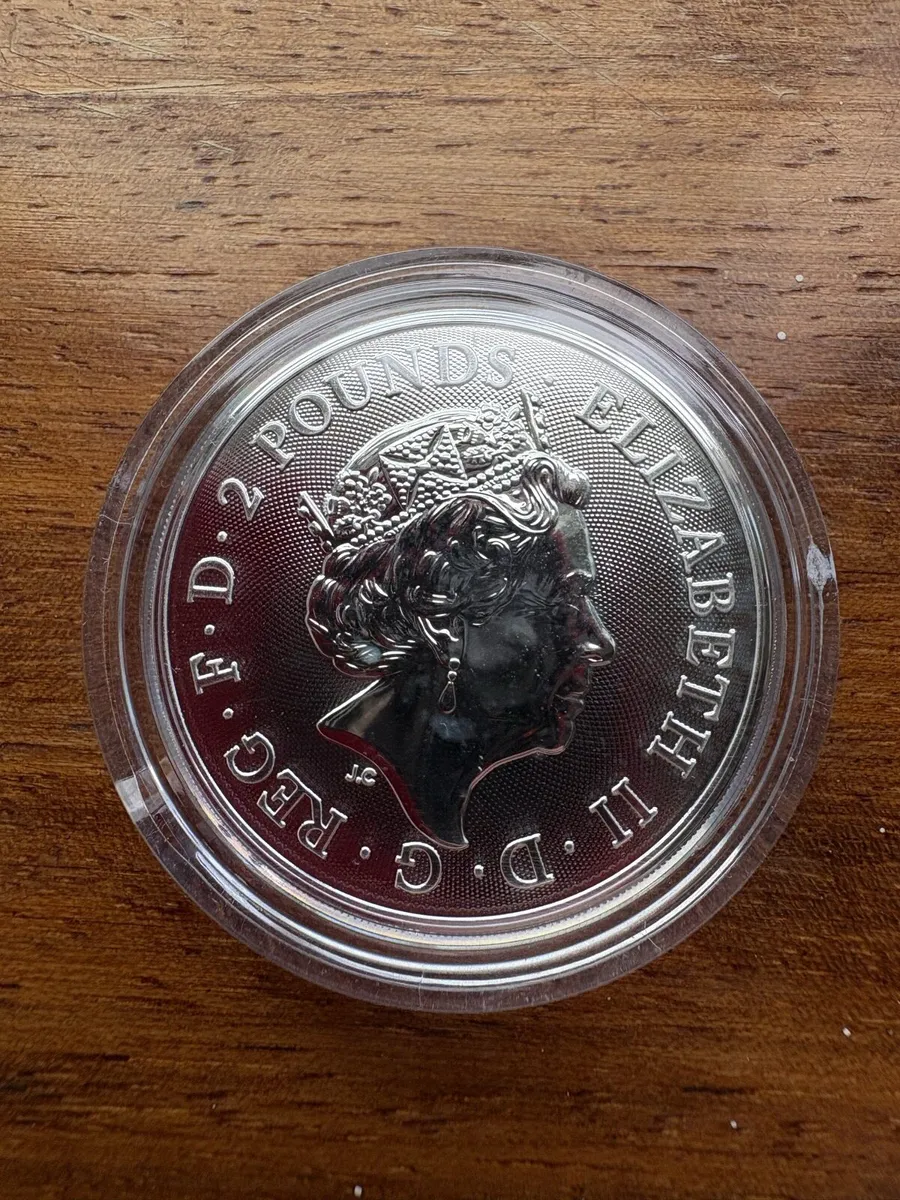 ELIZABETH II · D · G · REG · F · D · 2 POUNDS ·
J.C